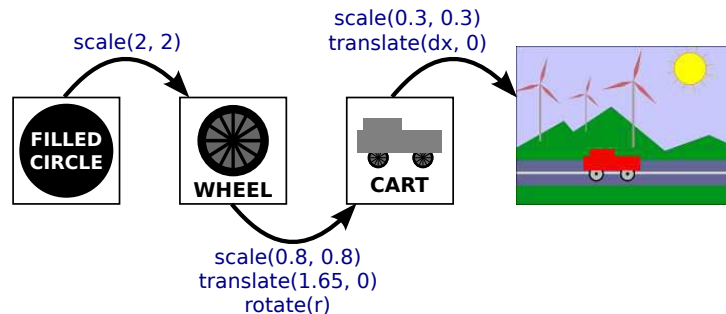 scale(2, 2)
scale(0.3, 0.3)
translate(dx, 0)
FILLED
CIRCLE
WHEEL
CART
scale(0.8, 0.8)
translate(1.65, 0)
rotate(r)